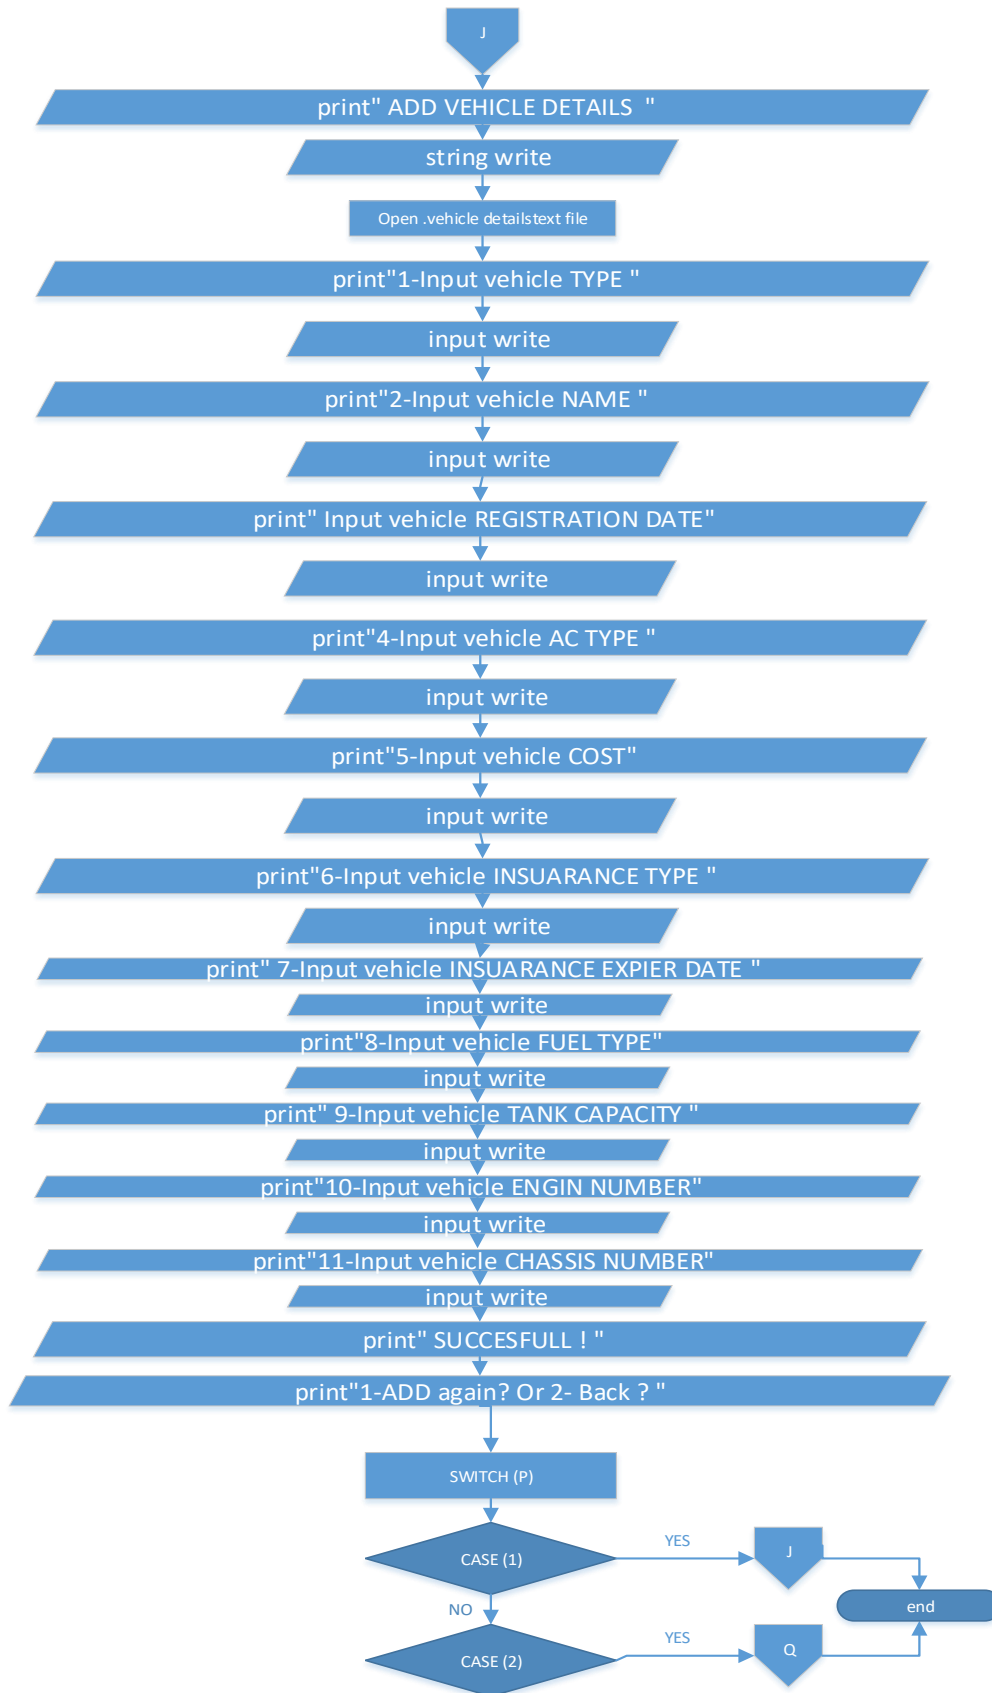 J
print" ADD VEHICLE DETAILS  "
string write
Open .vehicle detailstext file
print"1-Input vehicle TYPE "
input write
print"2-Input vehicle NAME "
input write
print" Input vehicle REGISTRATION DATE"
input write
print"4-Input vehicle AC TYPE "
input write
print"5-Input vehicle COST"
input write
print"6-Input vehicle INSUARANCE TYPE "
input write
print" 7-Input vehicle INSUARANCE EXPIER DATE "
input write
print"8-Input vehicle FUEL TYPE"
input write
print" 9-Input vehicle TANK CAPACITY "
input write
print"10-Input vehicle ENGIN NUMBER"
input write
print"11-Input vehicle CHASSIS NUMBER"
input write
print" SUCCESFULL ! "
print"1-ADD again? Or 2- Back ? "
SWITCH (P)
CASE (1)
YES
J
end
NO
CASE (2)
YES
Q